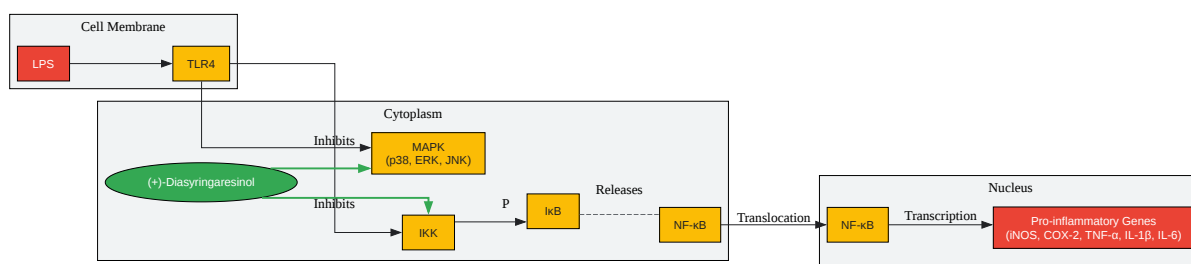 Cell Membrane
LPS
TLR4
Cytoplasm
Inhibits
MAPK
(p38, ERK, JNK)
(+)-Diasyringaresinol
Inhibits
IKK
P
IκB
Releases
NF-κB
Translocation
Nucleus
NF-κB
Transcription
Pro-inflammatory Genes
(iNOS, COX-2, TNF-α, IL-1β, IL-6)